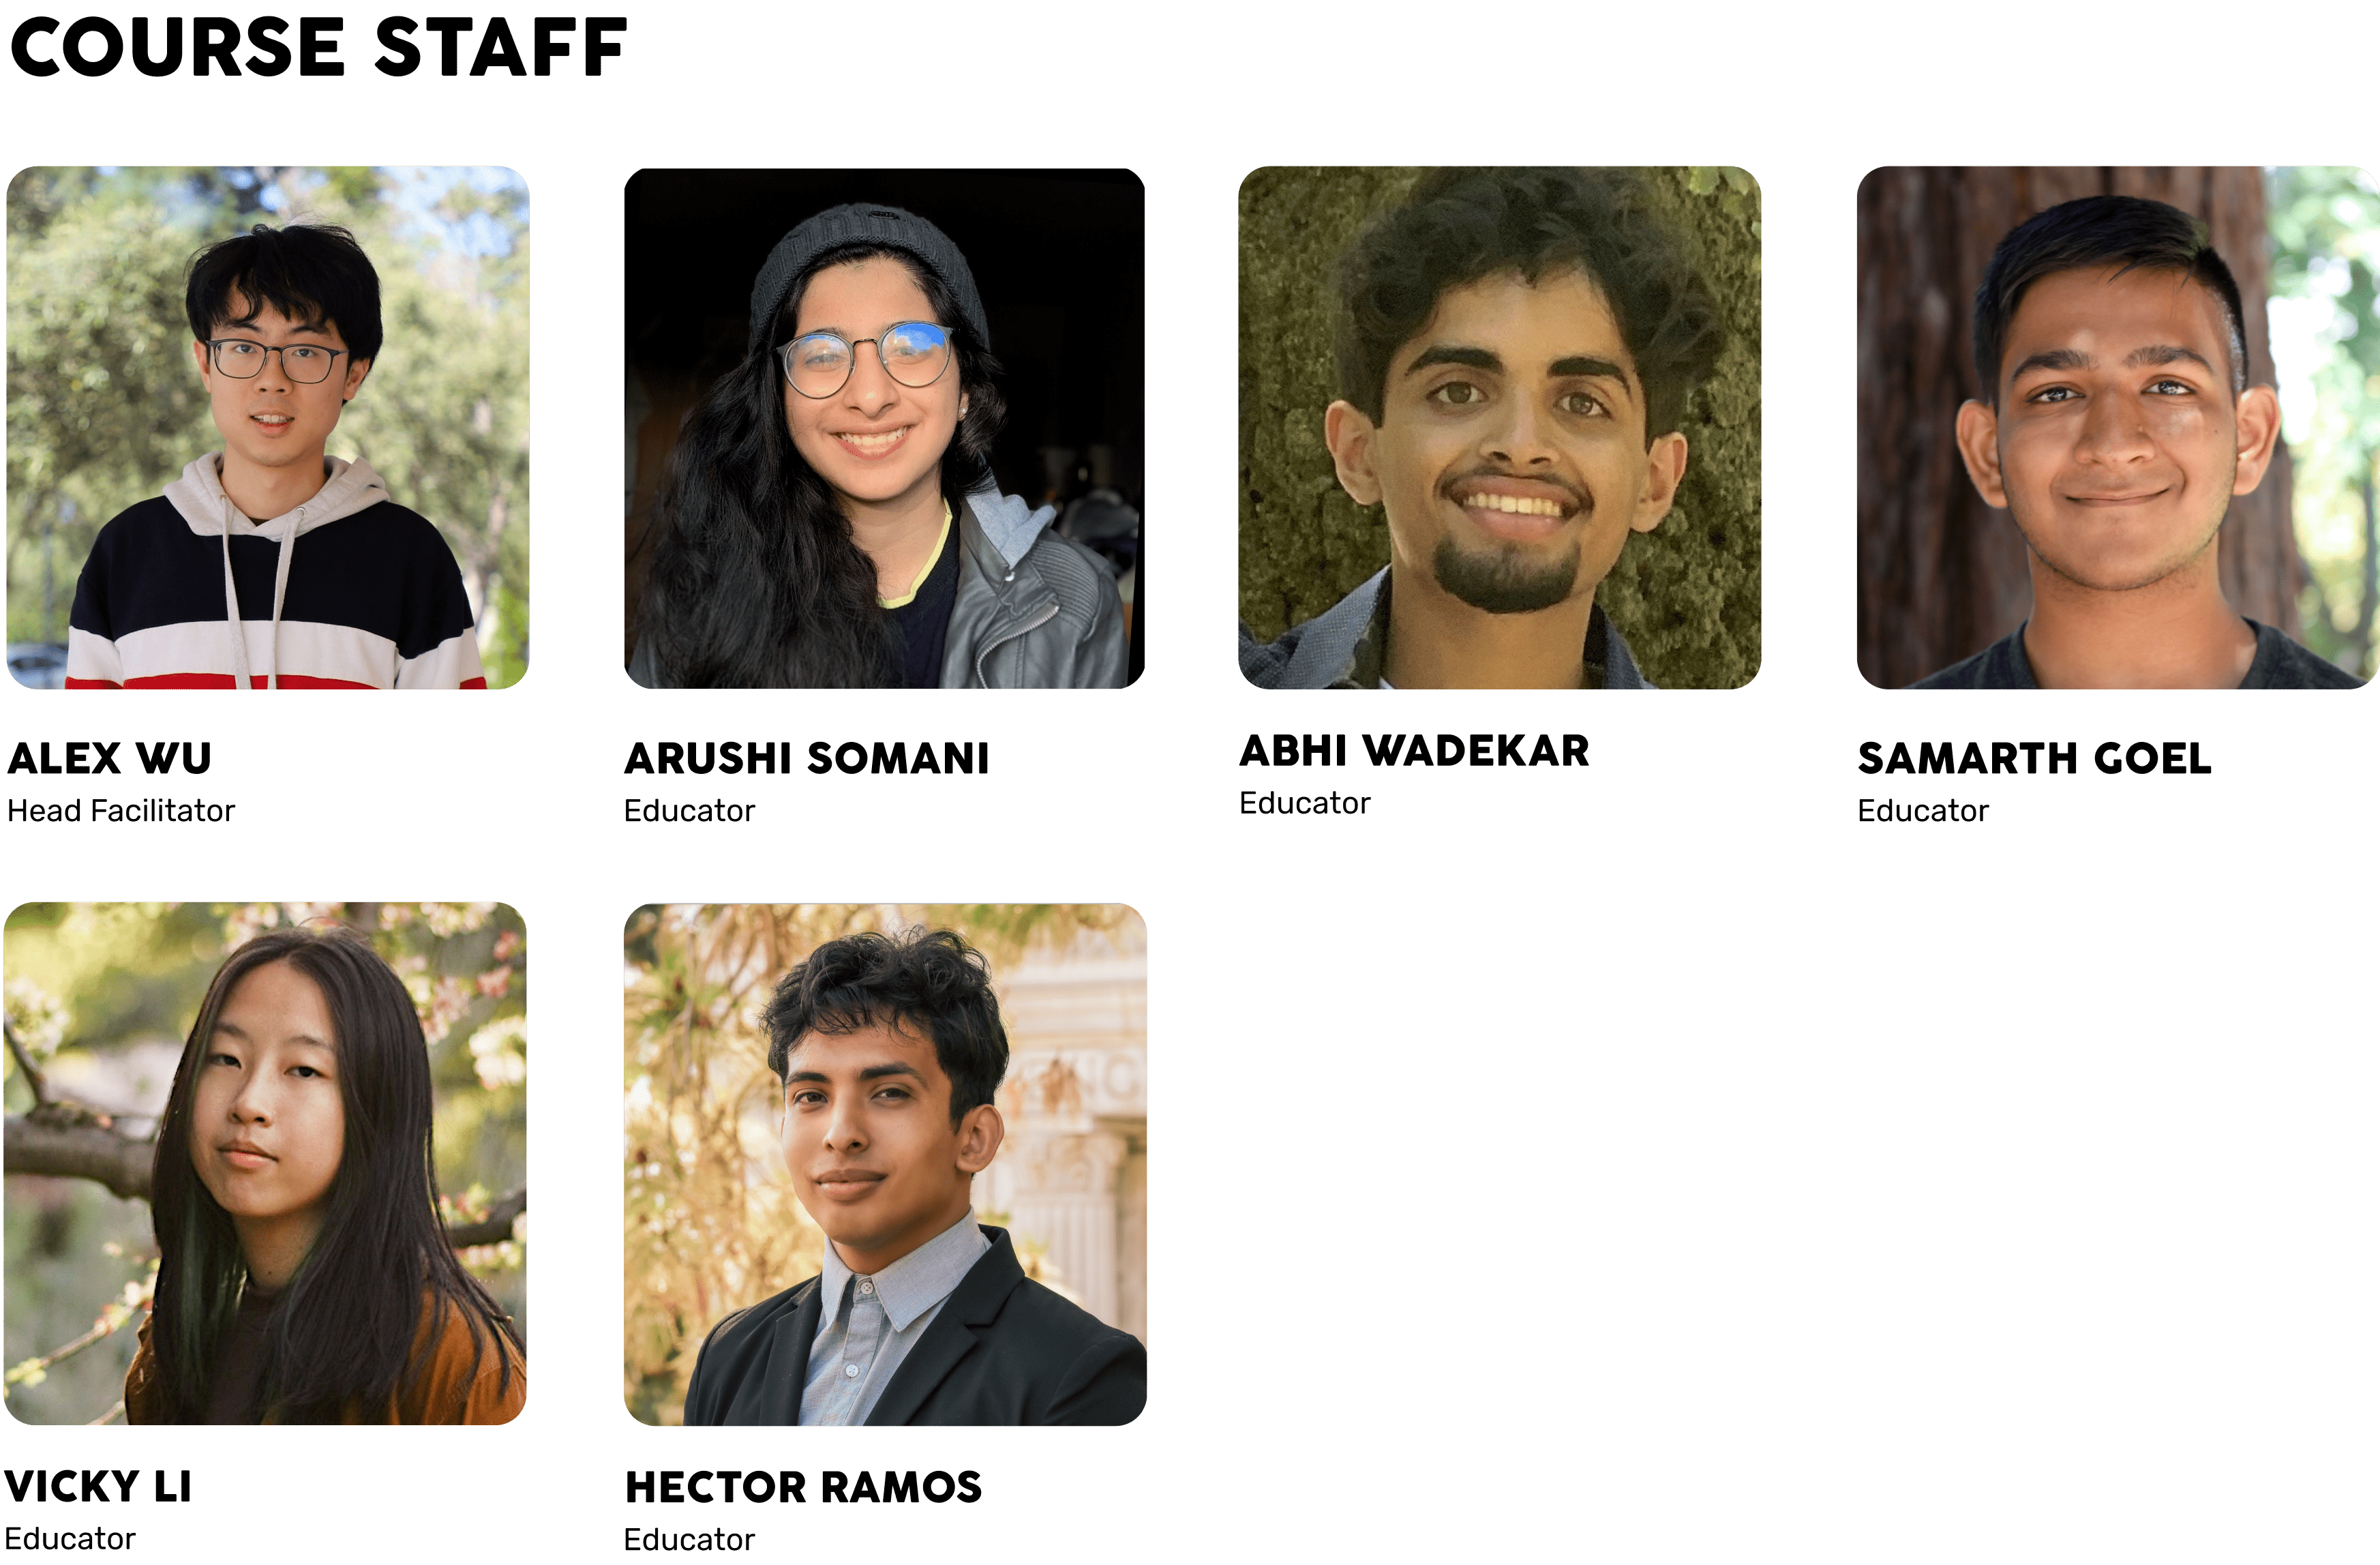 COURSE STAFF
ALEX WU
Head Facilitator
ARUSHI SOMANI
Educator
ABHI WADEKAR
Educator
SAMARTH GOEL
Educator
VICKY LI
Educator
HECTOR RAMOS
Educator